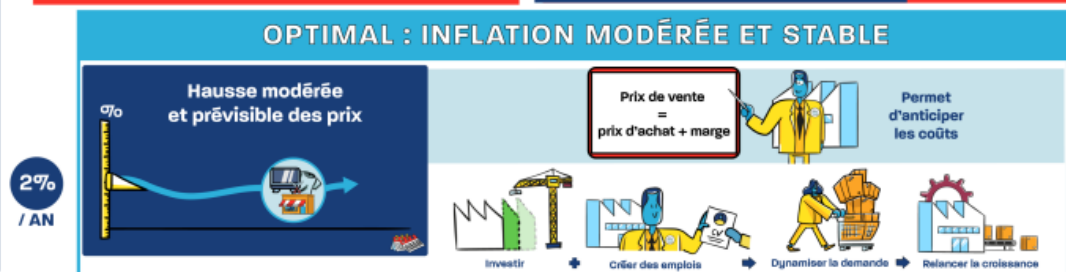 OPTIMAL : INFLATION MODÉRÉE ET STABLE
Hausse modérée
et prévisible des prix
%
2%
/ AN
Prix de vente
=
prix d'achat + marge
Permet
d'anticiper
les coûts
CV
Investir
+
Créer des emplois
Dynamiser la demande
Relancer la croissance